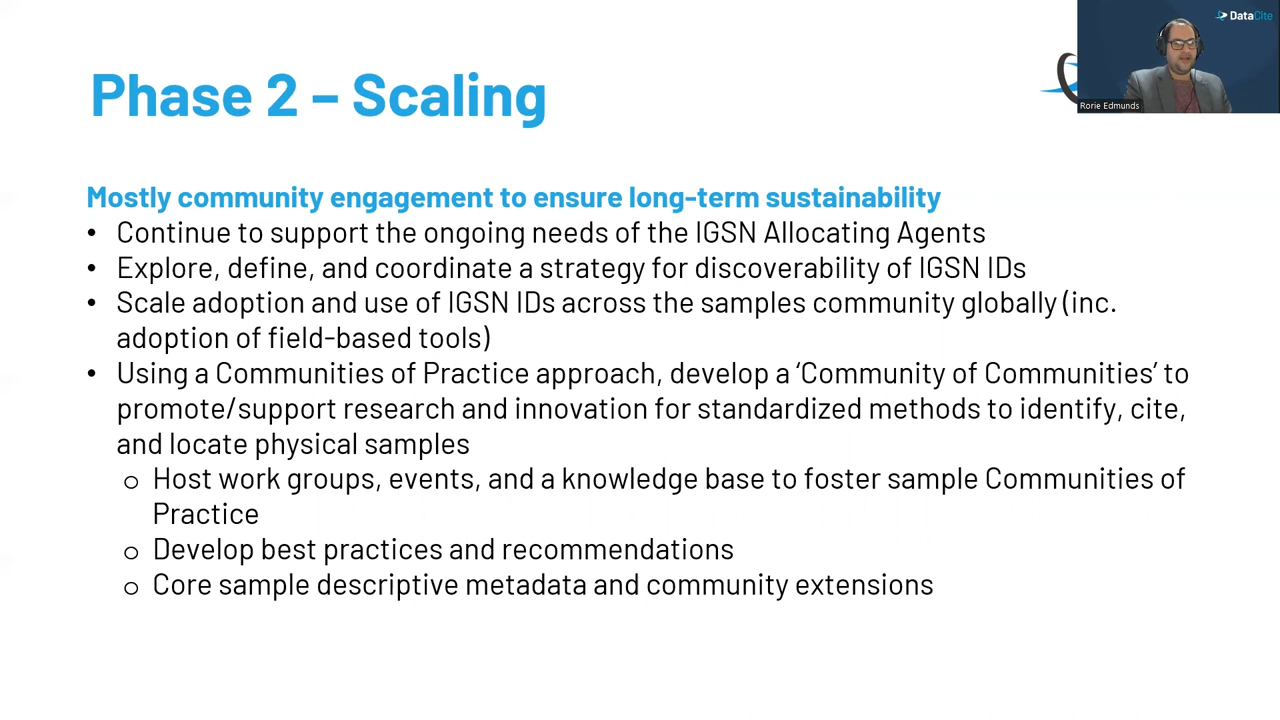 DataCite
Rorie Edmunds
Phase 2 – Scaling
Mostly community engagement to ensure long-term sustainability
• Continue to support the ongoing needs of the IGSN Allocating Agents
• Explore, define, and coordinate a strategy for discoverability of IGSN IDs
• Scale adoption and use of IGSN IDs across the samples community globally (inc.
adoption of field-based tools)
• Using a Communities of Practice approach, develop a ‘Community of Communities’ to
promote/support research and innovation for standardized methods to identify, cite,
and locate physical samples
o Host work groups, events, and a knowledge base to foster sample Communities of
Practice
o Develop best practices and recommendations
o Core sample descriptive metadata and community extensions